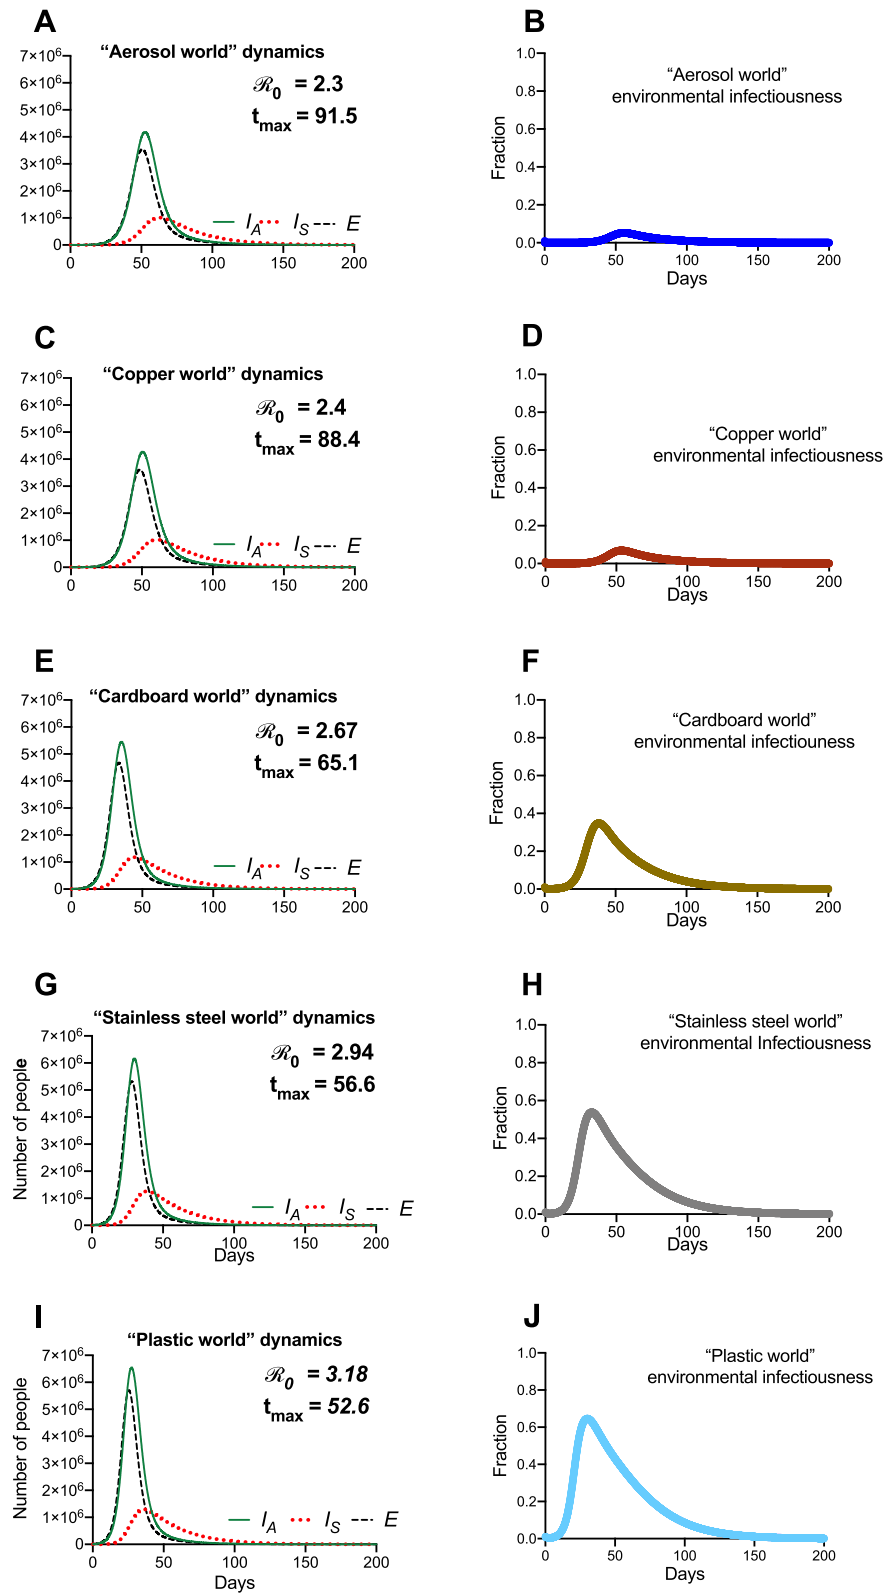 A
“Aerosol world” dynamics
7×10⁶
6×10⁶
5×10⁶
4×10⁶
3×10⁶
2×10⁶
1×10⁶
0
ℛ₀ = 2.3
tmax = 91.5
I_A I_S E
0 50 100 150 200
B
“Aerosol world”
environmental infectiousness
Fraction
1.0
0.8
0.6
0.4
0.2
0.0
0 50 100 150 200
Days
C
“Copper world” dynamics
7×10⁶
6×10⁶
5×10⁶
4×10⁶
3×10⁶
2×10⁶
1×10⁶
0
ℛ₀ = 2.4
tmax = 88.4
I_A I_S E
0 50 100 150 200
D
“Copper world”
environmental infectiousness
Fraction
1.0
0.8
0.6
0.4
0.2
0.0
0 50 100 150 200
Days
E
“Cardboard world” dynamics
7×10⁶
6×10⁶
5×10⁶
4×10⁶
3×10⁶
2×10⁶
1×10⁶
0
ℛ₀ = 2.67
tmax = 65.1
I_A I_S E
0 50 100 150 200
F
“Cardboard world”
environmental infectiouness
Fraction
1.0
0.8
0.6
0.4
0.2
0.0
0 50 100 150 200
Days
G
“Stainless steel world” dynamics
Number of people
7×10⁶
6×10⁶
5×10⁶
4×10⁶
3×10⁶
2×10⁶
1×10⁶
0
ℛ₀ = 2.94
tmax = 56.6
I_A I_S E
0 50 100 150 200
Days
H
“Stainless steel world”
environmental Infectiousness
Fraction
1.0
0.8
0.6
0.4
0.2
0.0
0 50 100 150 200
Days
I
“Plastic world” dynamics
Number of people
7×10⁶
6×10⁶
5×10⁶
4×10⁶
3×10⁶
2×10⁶
1×10⁶
0
ℛ₀ = 3.18
tmax = 52.6
I_A I_S E
0 50 100 150 200
Days
J
“Plastic world”
environmental infectiousness
Fraction
1.0
0.8
0.6
0.4
0.2
0.0
0 50 100 150 200
Days